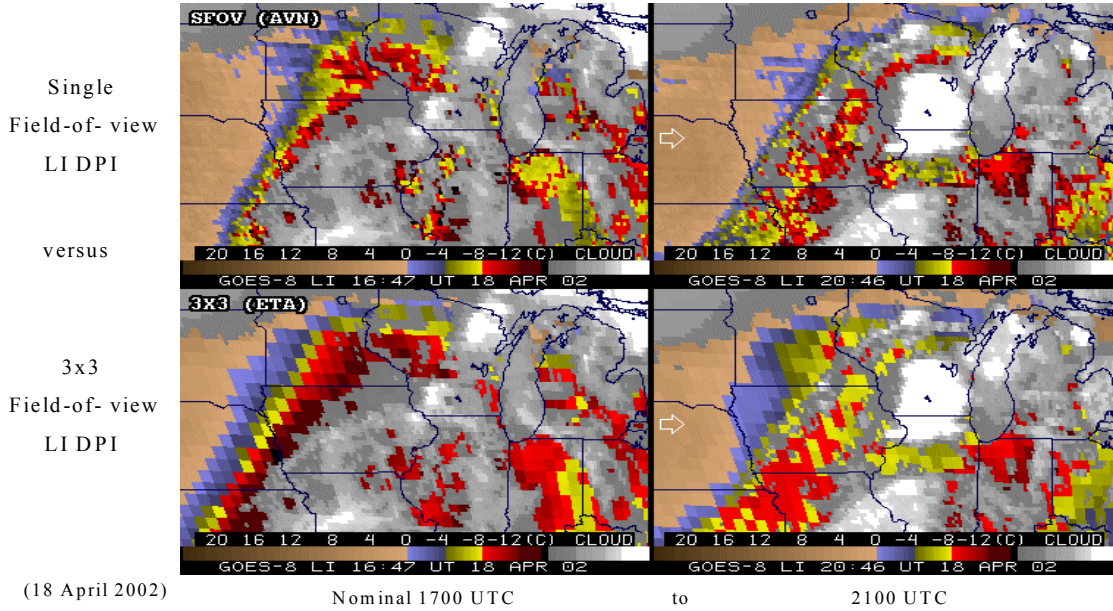 SFOV (AVN)
Single
Field-of- view
LI DPI
versus
20 16 12 8 4 0 -4 -8-12(C) CLOUD
20 16 12 8 4 0 -4 -8-12(C) CLOUD
GOES-8 LI 16:47 UT 18 APR 02
GOES-8 LI 20:46 UT 18 APR 02
3X3 (ETA)
3x3
Field-of- view
LI DPI
20 16 12 8 4 0 -4 -8-12(C) CLOUD
20 16 12 8 4 0 -4 -8-12(C) CLOUD
GOES-8 LI 16:47 UT 18 APR 02
GOES-8 LI 20:46 UT 18 APR 02
(18 April 2002)
Nominal 1700 UTC to 2100 UTC